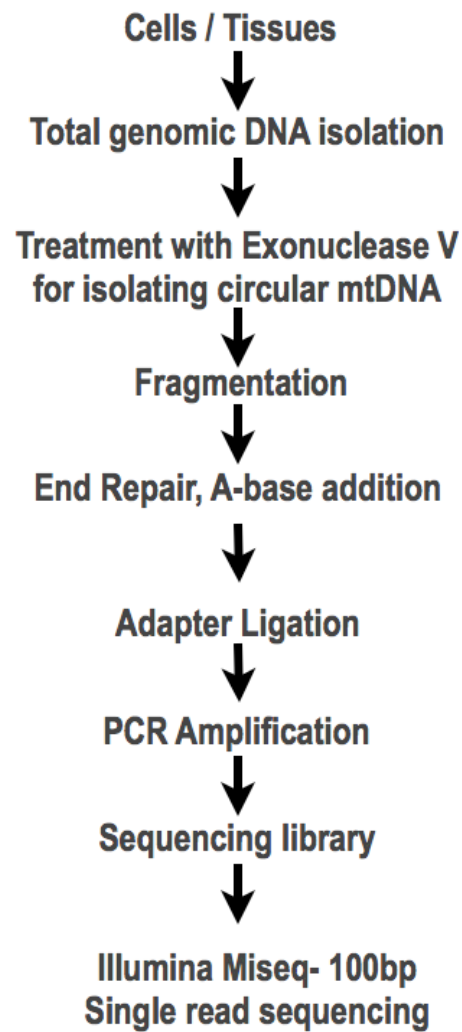 Cells / Tissues
Total genomic DNA isolation
Treatment with Exonuclease V
for isolating circular mtDNA
Fragmentation
End Repair, A-base addition
Adapter Ligation
PCR Amplification
Sequencing library
Illumina Miseq- 100bp
Single read sequencing